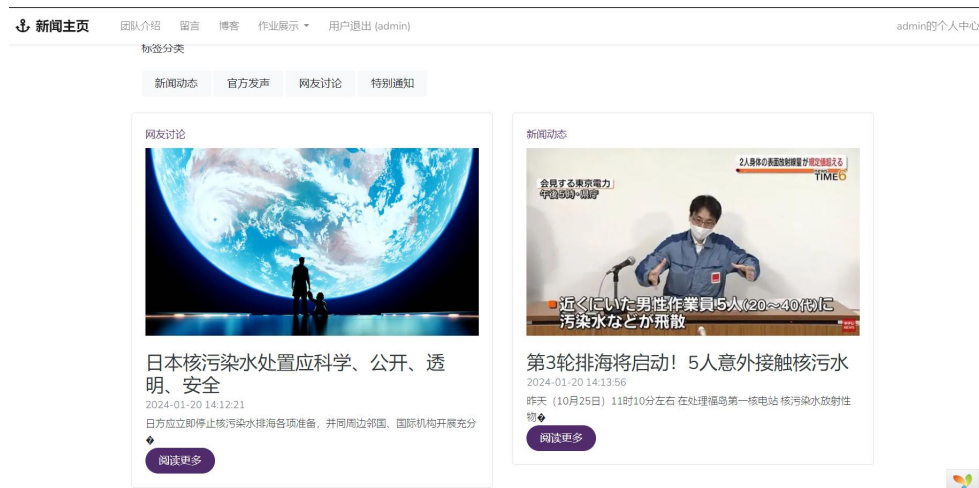 新闻主页 团队介绍 留言 博客 作业展示 用户退出 (admin) admin的个人中心
标签分类
新闻动态 官方发声 网友讨论 特别通知
网友讨论
日本核污染水处置应科学、公开、透
明、安全
2024-01-20 14:12:21
日方应立即停止核污染水排海各项准备，并同周边邻国、国际机构开展充分
�
阅读更多
新闻动态
2人身体の表面放射線量が規定値超える
news
TIME6
会見する東京電力
午後5時・県庁
近くにいた男性作業員5人(20～40代)に
汚染水などが飛散
第3轮排海将启动！5人意外接触核污水
2024-01-20 14:13:56
昨天（10月25日）11时10分左右 在处理福岛第一核电站 核污染水放射性
物�
阅读更多